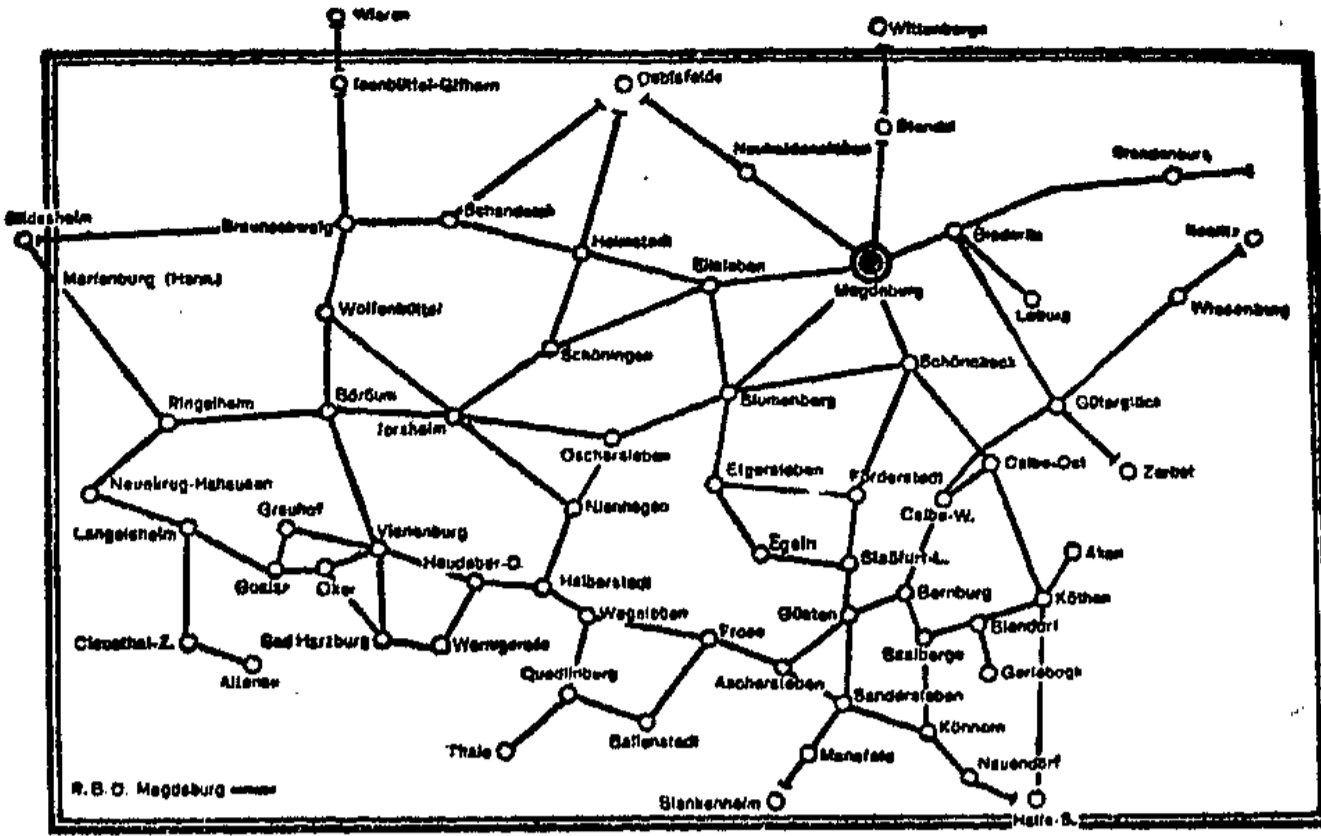 Wieren
Wittenberge
Isenbüttel-Gifhorn
Oebisfelde
Stendal
Neuhaldensleben
Brandenburg
Hildesheim
Braunschweig
Schandelah
Helmstedt
Eilsleben
Biederitz
Marienburg (Hann.)
Magdeburg
Loburg
Wiesenburg
Wolfenbüttel
Schöningen
Schönebeck
Ringelheim
Börßum
Jerxheim
Blumenberg
Güterglück
Oschersleben
Etgersleben
Förderstedt
Calbe-Ost
Zerbst
Neuekrug-Hahausen
Nienhagen
Calbe-W.
Grauhof
Langelsheim
Vienenburg
Egeln
Staßfurt-L.
Aken
Heudeber-D.
Goslar
Oker
Halberstadt
Wegeleben
Güsten
Bernburg
Köthen
Clausthal-Z.
Bad Harzburg
Wernigerode
Frose
Biendorf
Baalberge
Altenau
Quedlinburg
Aschersleben
Gerlebogk
Sandersleben
Thale
Ballenstedt
Könnern
Mansfeld
Nauendorf
R.B.D. Magdeburg
Blankenheim
Halle-S.